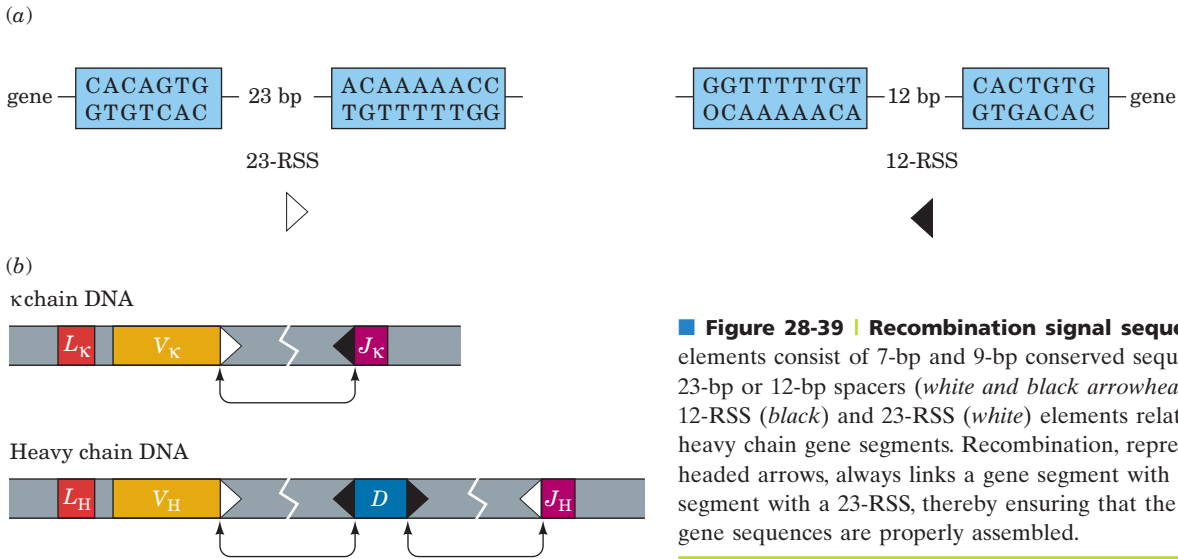 (a)
gene CACAGTG 23 bp ACAAAAACC GGTTTTTGT 12 bp CACTGTG gene
GTGTCAC TGTTTTTGG OCAAAAACA GTGACAC
23-RSS 12-RSS
(b)
κ chain DNA
Lκ Vκ Jκ
Heavy chain DNA
LH VH D JH
Figure 28-39 | Recombination signal seque
elements consist of 7-bp and 9-bp conserved sequ
23-bp or 12-bp spacers (white and black arrowhea
12-RSS (black) and 23-RSS (white) elements relat
heavy chain gene segments. Recombination, repre
headed arrows, always links a gene segment with
segment with a 23-RSS, thereby ensuring that the
gene sequences are properly assembled.